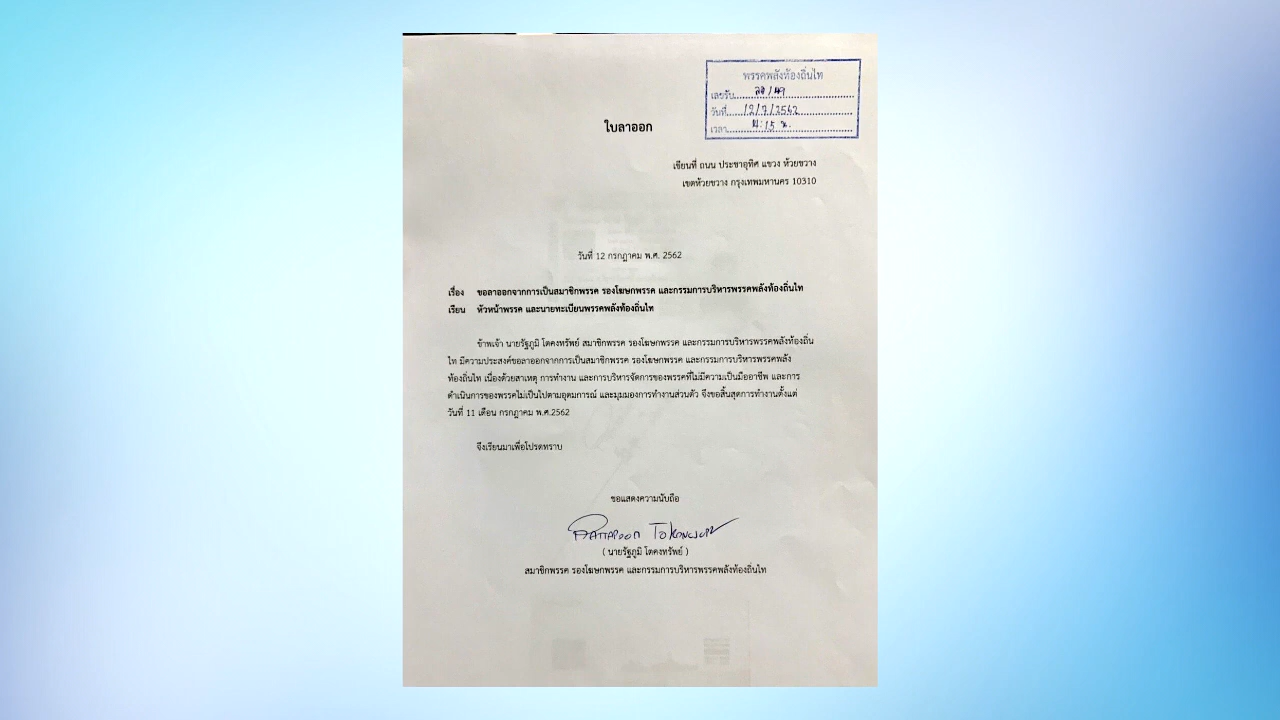 พรรคพลังท้องถิ่นไท
เลขรับ
วันที่ 12/7/2562
เวลา
ใบลาออก
เขียนที่ ถนน ประชาอุทิศ แขวง ห้วยขวาง
เขตห้วยขวาง กรุงเทพมหานคร 10310
วันที่ 12 กรกฎาคม พ.ศ. 2562
เรื่อง ขอลาออกจากการเป็นสมาชิกพรรค รองโฆษกพรรค และกรรมการบริหารพรรคพลังท้องถิ่นไท
เรียน หัวหน้าพรรค และนายทะเบียนพรรคพลังท้องถิ่นไท
ข้าพเจ้า นายรัฐภูมิ โตคงทรัพย์ สมาชิกพรรค รองโฆษกพรรค และกรรมการบริหารพรรคพลังท้องถิ่น
ไท มีความประสงค์ขอลาออกจากการเป็นสมาชิกพรรค รองโฆษกพรรค และกรรมการบริหารพรรคพลัง
ท้องถิ่นไท เนื่องด้วยสาเหตุ การทำงาน และการบริหารจัดการของพรรคที่ไม่มีความเป็นมืออาชีพ และการ
ดำเนินการของพรรคไม่เป็นไปตามอุดมการณ์ และมุมมองการทำงานส่วนตัว จึงขอสิ้นสุดการทำงานตั้งแต่
วันที่ 11 เดือน กรกฎาคม พ.ศ.2562
จึงเรียนมาเพื่อโปรดทราบ
ขอแสดงความนับถือ
( นายรัฐภูมิ โตคงทรัพย์ )
สมาชิกพรรค รองโฆษกพรรค และกรรมการบริหารพรรคพลังท้องถิ่นไท